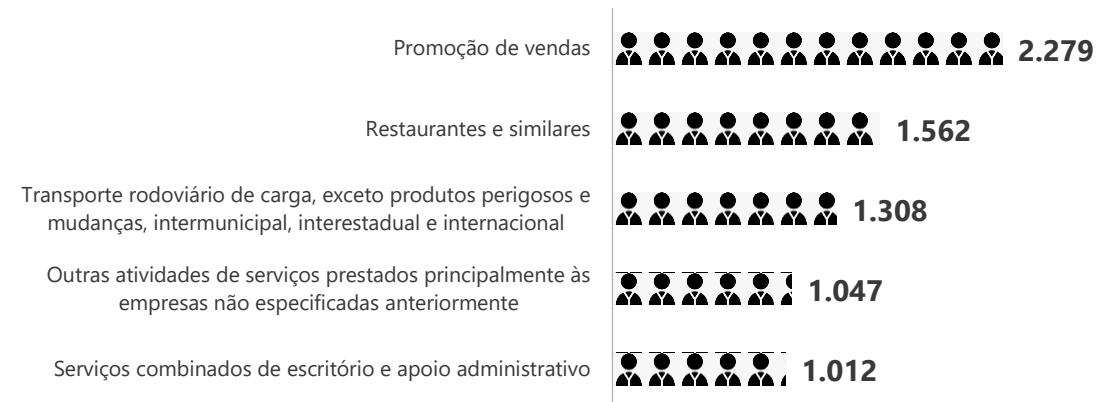 Promoção de vendas
2.279
Restaurantes e similares
1.562
Transporte rodoviário de carga, exceto produtos perigosos e
mudanças, intermunicipal, interestadual e internacional
1.308
Outras atividades de serviços prestados principalmente às
empresas não especificadas anteriormente
1.047
Serviços combinados de escritório e apoio administrativo
1.012